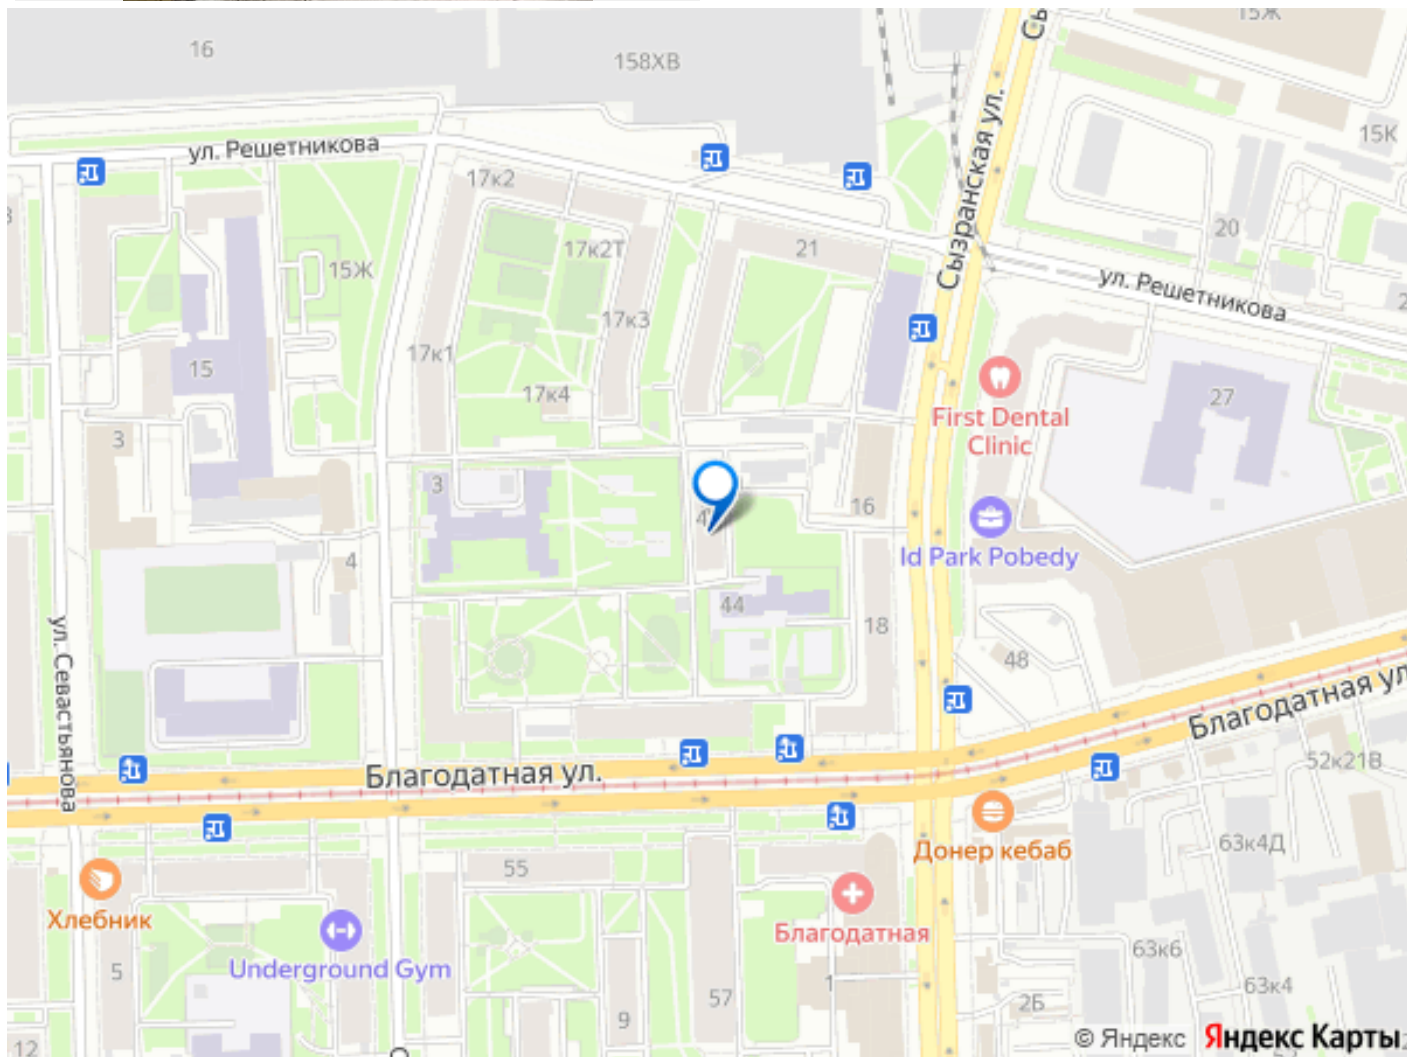 15Ж
Сы
16
158ХВ
15К
ул. Решетникова
17к2
Сызранская ул.
20
21
17к2Т
15Ж
ул. Решетникова
17к3
17к1
15
27
17к4
First Dental
Clinic
3
3
16
4
Id Park Pobedy
4
44
18
48
ул. Севастьянова
Благодатная ул
Благодатная ул.
52к21В
Донер кебаб
63к4Д
55
Хлебник
Благодатная
Underground Gym
5
63к6
57
1
63к4
9
2Б
12
© Яндекс Яндекс Карты